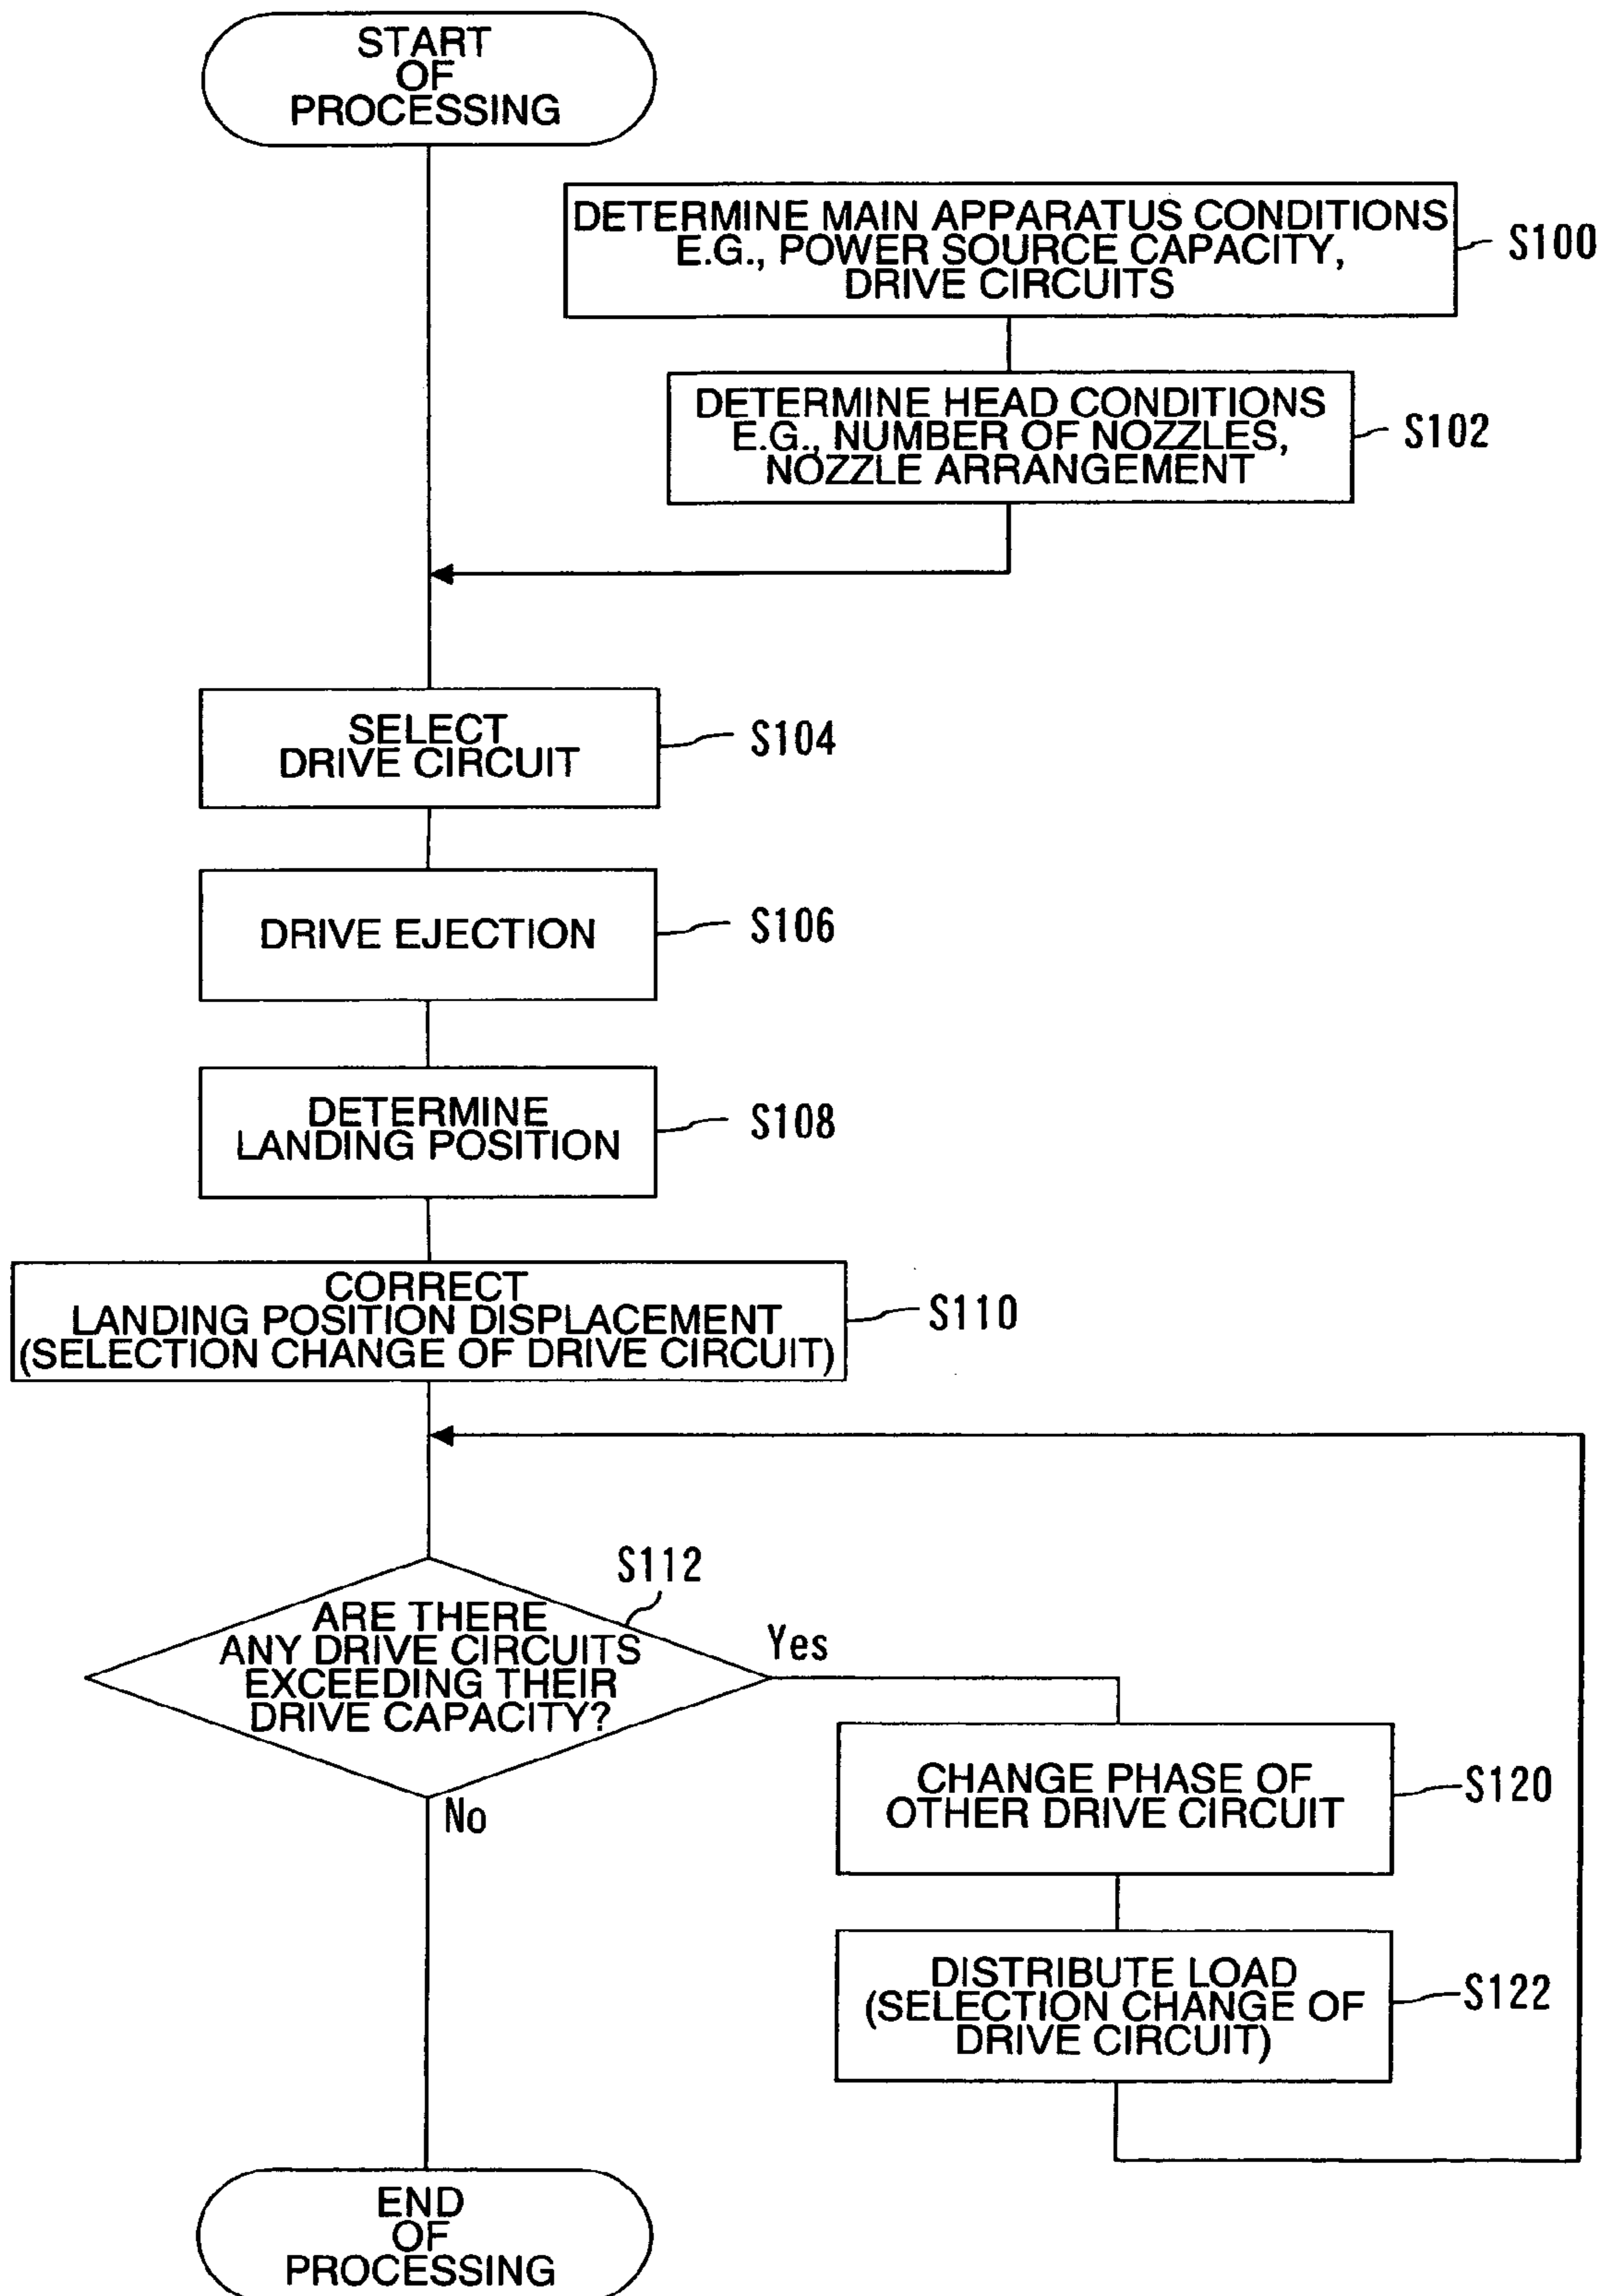 START
OF
PROCESSING
DETERMINE MAIN APPARATUS CONDITIONS
E.G., POWER SOURCE CAPACITY,
DRIVE CIRCUITS
S100
DETERMINE HEAD CONDITIONS
E.G., NUMBER OF NOZZLES,
NOZZLE ARRANGEMENT
S102
SELECT
DRIVE CIRCUIT
S104
DRIVE EJECTION
S106
DETERMINE
LANDING POSITION
S108
CORRECT
LANDING POSITION DISPLACEMENT
(SELECTION CHANGE OF DRIVE CIRCUIT)
S110
S112
ARE THERE
ANY DRIVE CIRCUITS
EXCEEDING THEIR
DRIVE CAPACITY?
Yes
No
CHANGE PHASE OF
OTHER DRIVE CIRCUIT
S120
DISTRIBUTE LOAD
(SELECTION CHANGE OF
DRIVE CIRCUIT)
S122
END
OF
PROCESSING